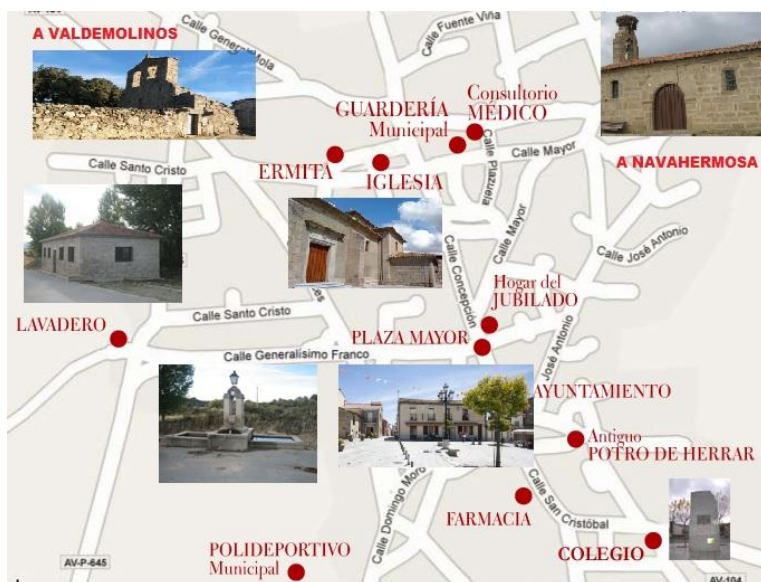 Calle Fuente Viña
A VALDEMOLINOS
Calle General Mola
Consultorio
MÉDICO
GUARDERÍA
Municipal
Calle Plazuela
Calle Mayor
Calle Santo Cristo
ERMITA
IGLESIA
A NAVAHERMOSA
Calle Mayor
Calle José Antonio
Calle Concepción
Hogar del
JUBILADO
Calle Santo Cristo
LAVADERO
PLAZA MAYOR
Calle Generalísimo Franco
José Antonio
AYUNTAMIENTO
Antiguo
POTRO DE HERRAR
Calle Domingo Moro
Calle San Cristóbal
FARMACIA
COLEGIO
POLIDEPORTIVO
Municipal
AV-P-645
AV-104